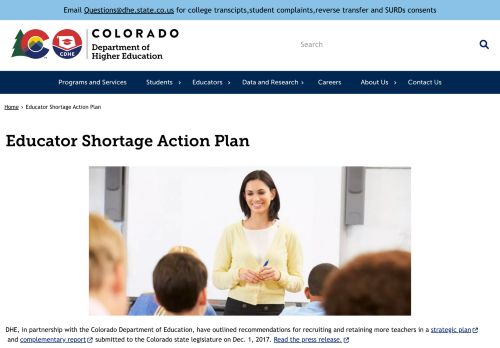 Email Questions@dhe.state.co.us for college transcipts,student complaints,reverse transfer and SURDs consents
COLORADO
Department of
Higher Education
CDHE
Search
Programs and Services Students Educators Data and Research Careers About Us Contact Us
Home › Educator Shortage Action Plan
Educator Shortage Action Plan
DHE, in partnership with the Colorado Department of Education, have outlined recommendations for recruiting and retaining more teachers in a strategic plan
and complementary report submitted to the Colorado state legislature on Dec. 1, 2017. Read the press release.